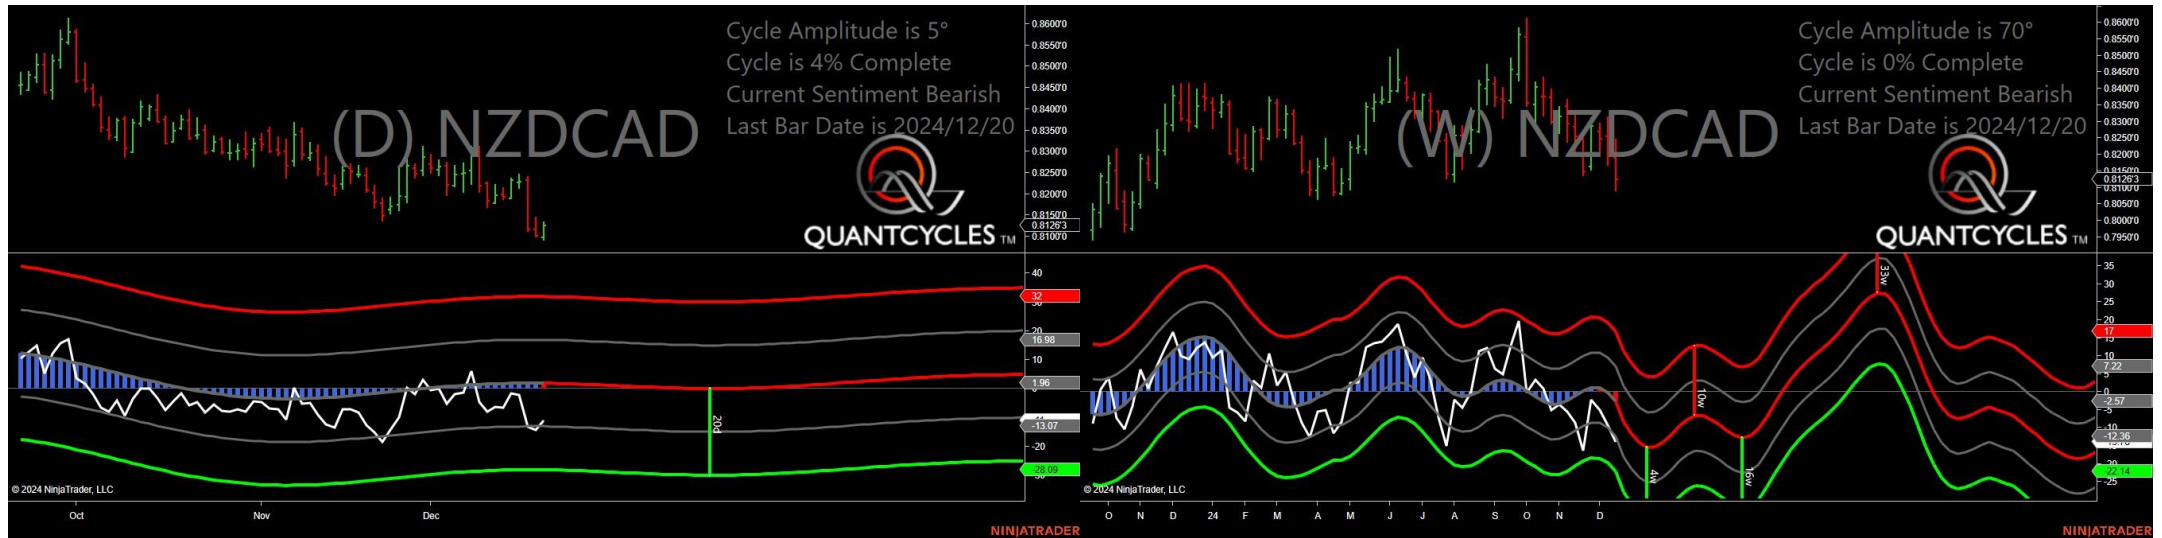 Cycle Amplitude is 5°
Cycle is 4% Complete
Current Sentiment Bearish
Last Bar Date is 2024/12/20
(D) NZDCAD
QUANTCYCLES TM
0.8600'0
0.8550'0
0.8500'0
0.8450'0
0.8400'0
0.8350'0
0.8300'0
0.8250'0
0.8200'0
0.8150'0
0.8126'3
0.8100'0
40
32
20
16.98
10
1.96
-13.07
-20
-28.09
20d
© 2024 NinjaTrader, LLC
Oct
Nov
Dec
NINJATRADER
Cycle Amplitude is 70°
Cycle is 0% Complete
Current Sentiment Bearish
Last Bar Date is 2024/12/20
(W) NZDCAD
QUANTCYCLES TM
0.8600'0
0.8550'0
0.8500'0
0.8450'0
0.8400'0
0.8350'0
0.8300'0
0.8250'0
0.8200'0
0.8150'0
0.8126'3
0.8100'0
0.8050'0
0.8000'0
0.7950'0
35
30
25
20
17
15
10
7.22
5
0
-2.57
-5
-10
-12.36
-22.14
-25
33w
10w
4w
16w
© 2024 NinjaTrader, LLC
O N D 24 F M A M J J A S O N D
NINJATRADER